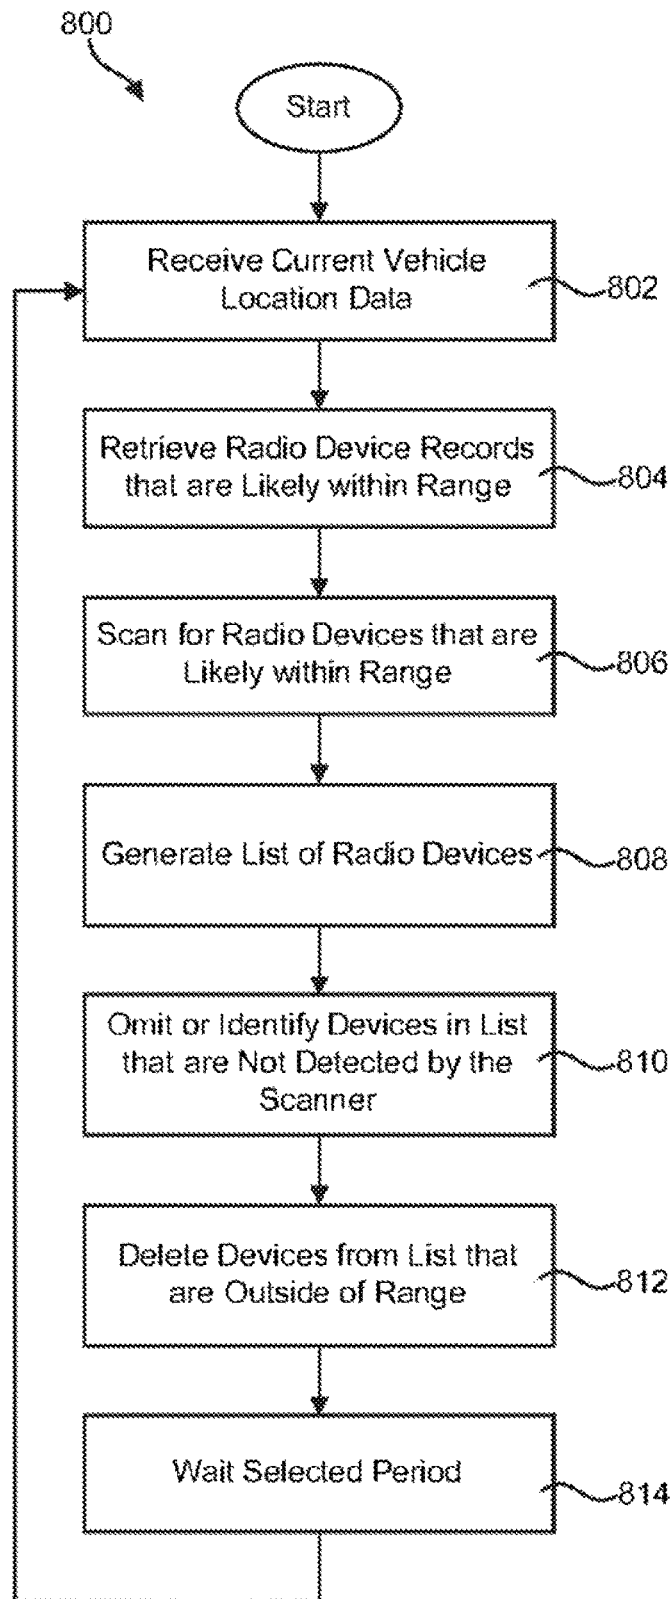 800
Start
Receive Current Vehicle
Location Data
802
Retrieve Radio Device Records
that are Likely within Range
804
Scan for Radio Devices that are
Likely within Range
806
Generate List of Radio Devices
808
Omit or Identify Devices in List
that are Not Detected by the
Scanner
810
Delete Devices from List that
are Outside of Range
812
Wait Selected Period
814